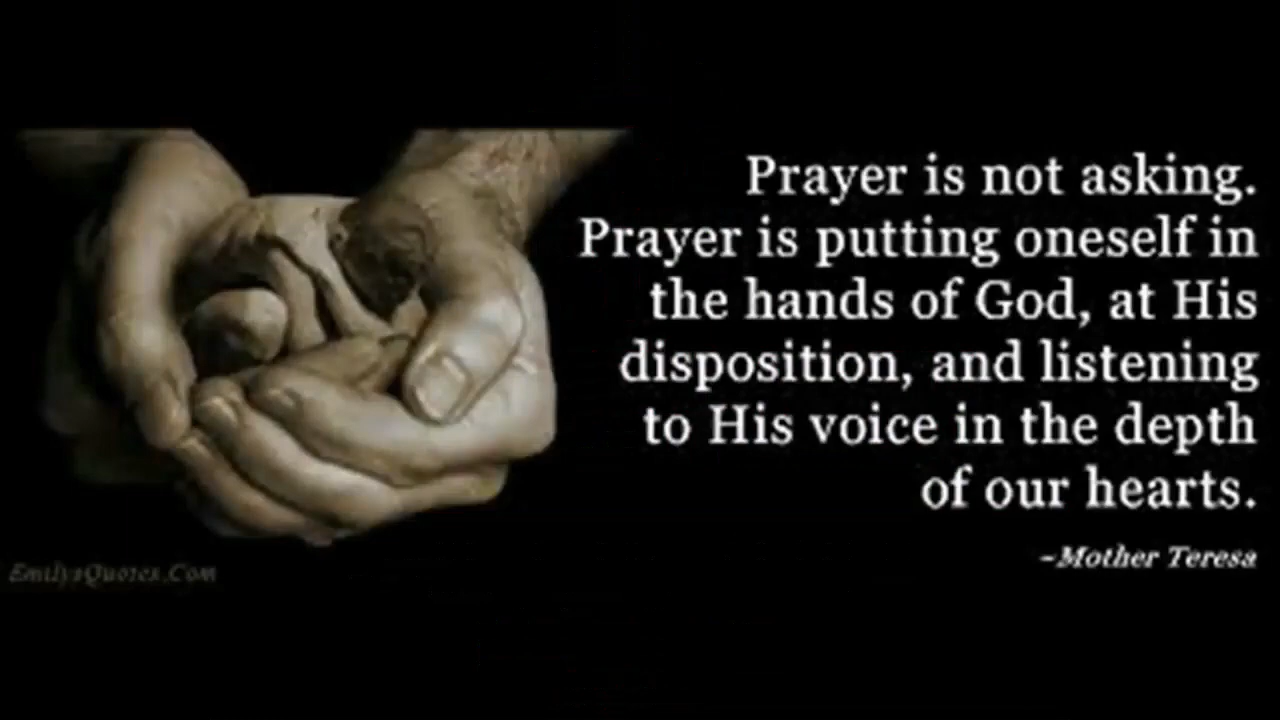 Prayer is not asking.
Prayer is putting oneself in
the hands of God, at His
disposition, and listening
to His voice in the depth
of our hearts.
~Mother Teresa
EmilysQuotes.Com